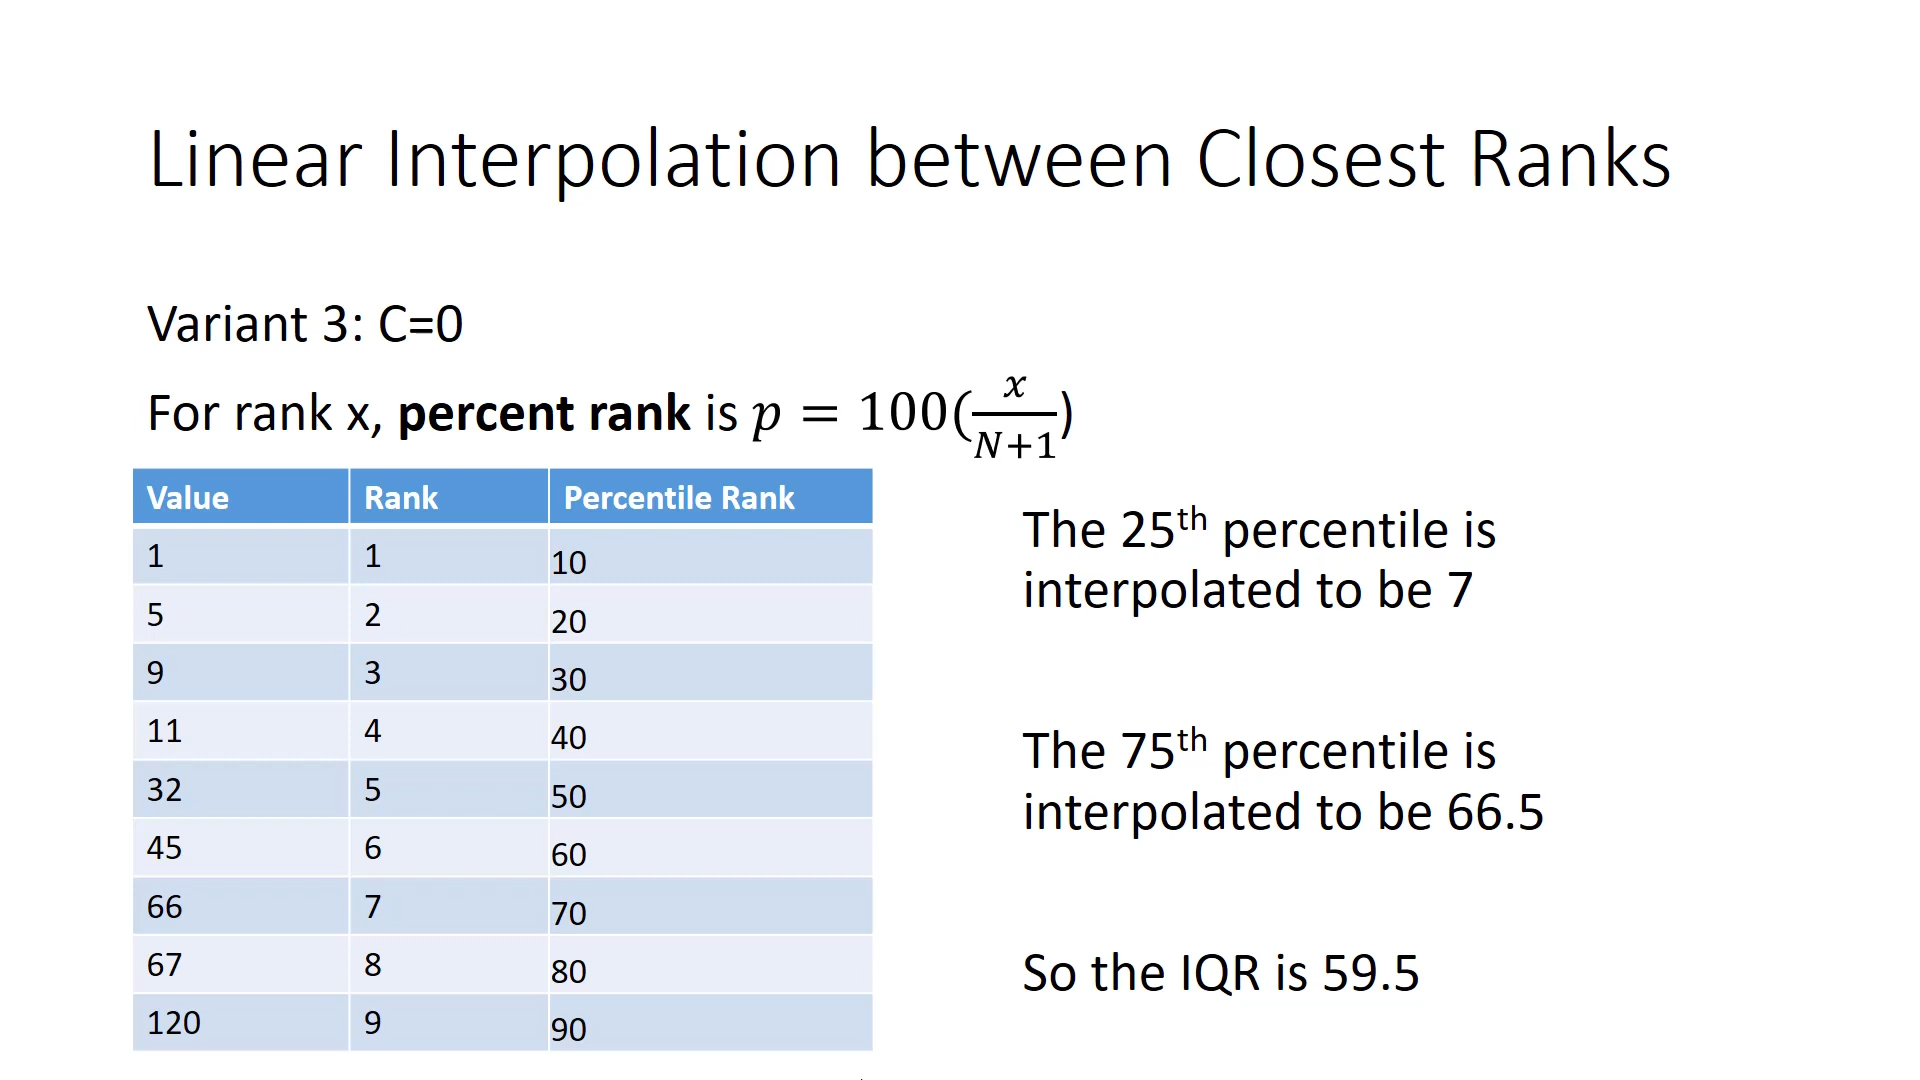 Linear Interpolation between Closest Ranks
Variant 3: C=0
For rank x, percent rank is p = 100(x/(N+1))
Value Rank Percentile Rank
1 1 10
5 2 20
9 3 30
11 4 40
32 5 50
45 6 60
66 7 70
67 8 80
120 9 90
The 25th percentile is
interpolated to be 7
The 75th percentile is
interpolated to be 66.5
So the IQR is 59.5